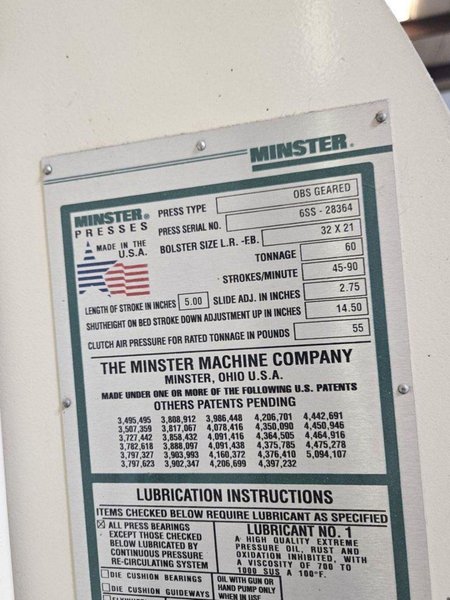 MINSTER®
MINSTER®
PRESSES
MADE IN THE
U.S.A.
PRESS TYPE OBS GEARED
PRESS SERIAL NO. 6SS - 28364
BOLSTER SIZE L.R. -F.B. 32 X 21
TONNAGE 60
STROKES/MINUTE 45-90
LENGTH OF STROKE IN INCHES 5.00 SLIDE ADJ. IN INCHES 2.75
SHUTHEIGHT ON BED STROKE DOWN ADJUSTMENT UP IN INCHES 14.50
CLUTCH AIR PRESSURE FOR RATED TONNAGE IN POUNDS 55
THE MINSTER MACHINE COMPANY
MINSTER, OHIO U.S.A.
MADE UNDER ONE OR MORE OF THE FOLLOWING U.S. PATENTS
OTHERS PATENTS PENDING
3,495,495 3,808,912 3,986,448 4,206,701 4,442,691
3,507,359 3,817,067 4,078,416 4,350,090 4,450,946
3,727,442 3,858,432 4,091,416 4,364,505 4,464,916
3,782,618 3,888,097 4,091,438 4,375,785 4,475,278
3,797,327 3,903,993 4,160,372 4,376,410 5,094,107
3,797,623 3,902,347 4,206,699 4,397,232
LUBRICATION INSTRUCTIONS
ITEMS CHECKED BELOW REQUIRE LUBRICANT AS SPECIFIED
ALL PRESS BEARINGS
EXCEPT THOSE CHECKED
BELOW LUBRICATED BY
CONTINUOUS PRESSURE
RE-CIRCULATING SYSTEM
LUBRICANT NO. 1
A HIGH QUALITY EXTREME
PRESSURE OIL, RUST AND
OXIDATION INHIBITED, WITH
A VISCOSITY OF 700 TO
1000 SUS A 100°F.
DIE CUSHION BEARINGS
DIE CUSHION GUIDEWAYS
OIL WITH GUN OR
HAND PUMP ONLY
WHEN IN USE